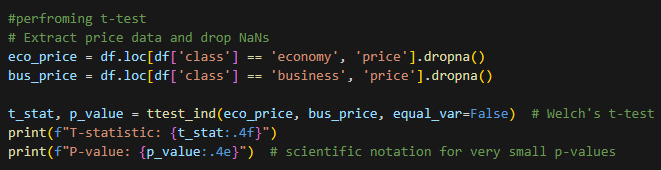 #perfroming t-test
# Extract price data and drop NaNs
eco_price = df.loc[df['class'] == 'economy', 'price'].dropna()
bus_price = df.loc[df['class'] == 'business', 'price'].dropna()

t_stat, p_value = ttest_ind(eco_price, bus_price, equal_var=False)  # Welch's t-test
print(f"T-statistic: {t_stat:.4f}")
print(f"P-value: {p_value:.4e}")  # scientific notation for very small p-values